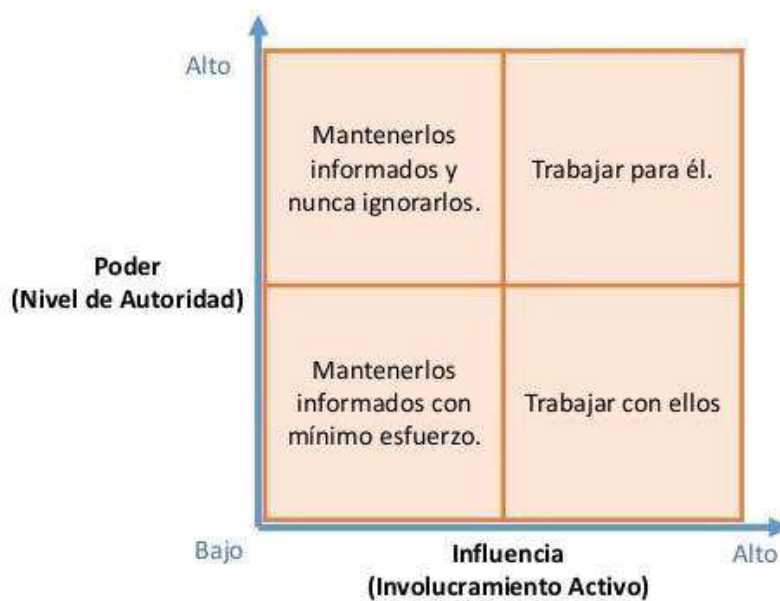 Alto
Mantenerlos
informados y
nunca ignorarlos.
Trabajar para él.
Poder
(Nivel de Autoridad)
Mantenerlos
informados con
mínimo esfuerzo.
Trabajar con ellos
Bajo
Influencia
(Involucramiento Activo)
Alto